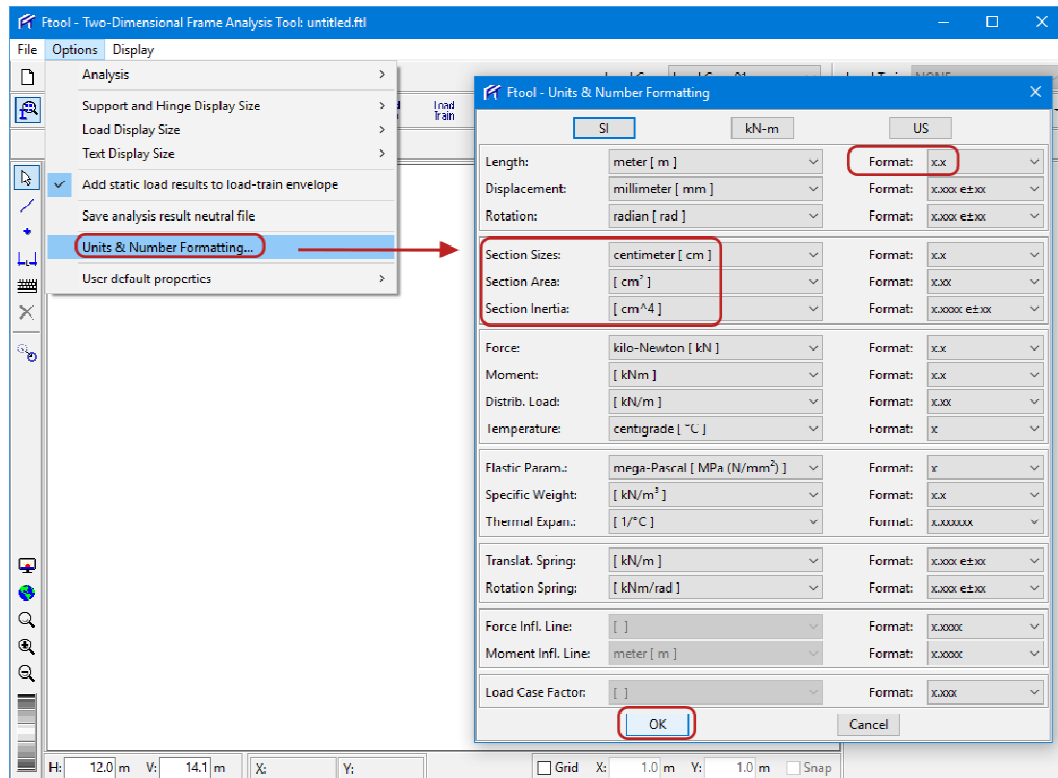 Ftool - Two-Dimensional Frame Analysis Tool: untitled.ftl
File Options Display
Analysis
Support and Hinge Display Size
Load Display Size
Text Display Size
Add static load results to load-train envelope
Save analysis result neutral file
Units & Number Formatting...
User default properties
Load
Train
Ftool - Units & Number Formatting
SI kN-m US
Length: meter [ m ] Format: x.x
Displacement: millimeter [ mm ] Format: x.xxx e±xx
Rotation: radian [ rad ] Format: x.xxx e±xx
Section Sizes: centimeter [ cm ] Format: x.x
Section Area: [ cm² ] Format: x.xx
Section Inertia: [ cm^4 ] Format: x.xxxx e±xx
Force: kilo-Newton [ kN ] Format: x.x
Moment: [ kNm ] Format: x.x
Distrib. Load: [ kN/m ] Format: x.xx
Temperature: centigrade [ °C ] Format: x
Elastic Param.: mega-Pascal [ MPa (N/mm²) ] Format: x
Specific Weight: [ kN/m³ ] Format: x.x
Thermal Expan.: [ 1/°C ] Format: x.xxxxxx
Translat. Spring: [ kN/m ] Format: x.xxx e±xx
Rotation Spring: [ kNm/rad ] Format: x.xxx e±xx
Force Infl. Line: [ ] Format: x.xxxx
Moment Infl. Line: meter [ m ] Format: x.xxxx
Load Case Factor: [ ] Format: x.xxx
OK Cancel
H: 12.0 m V: 14.1 m X: Y: Grid X: 1.0 m Y: 1.0 m Snap